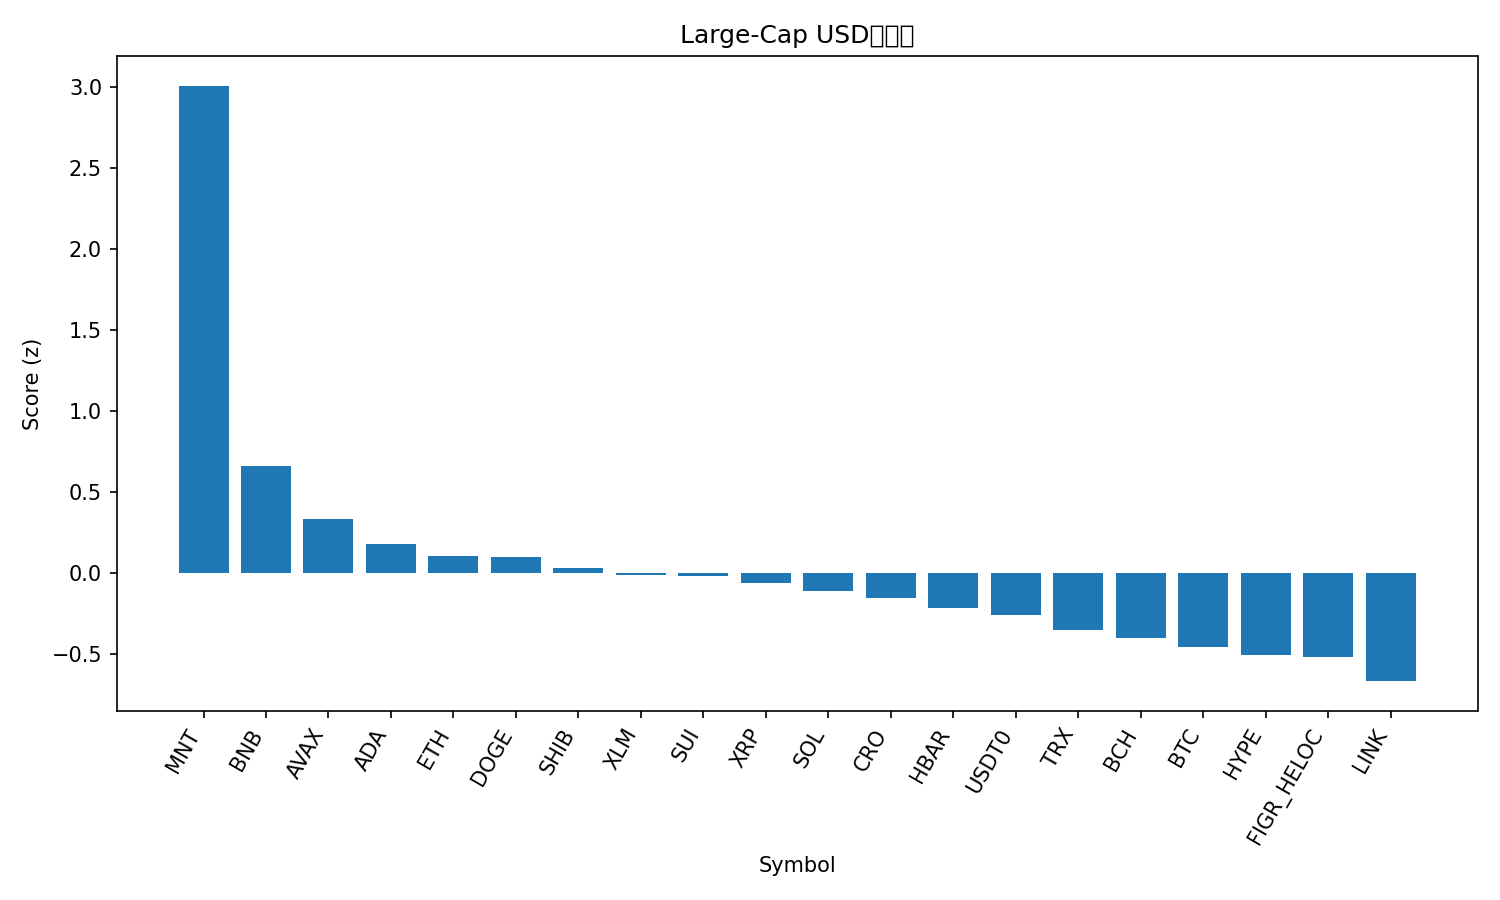 Large-Cap USD
Score (z)
3.0
2.5
2.0
1.5
1.0
0.5
0.0
−0.5
MNT
BNB
AVAX
ADA
ETH
DOGE
SHIB
XLM
SUI
XRP
SOL
CRO
HBAR
USDT0
TRX
BCH
BTC
HYPE
FIGR_HELOC
LINK
Symbol